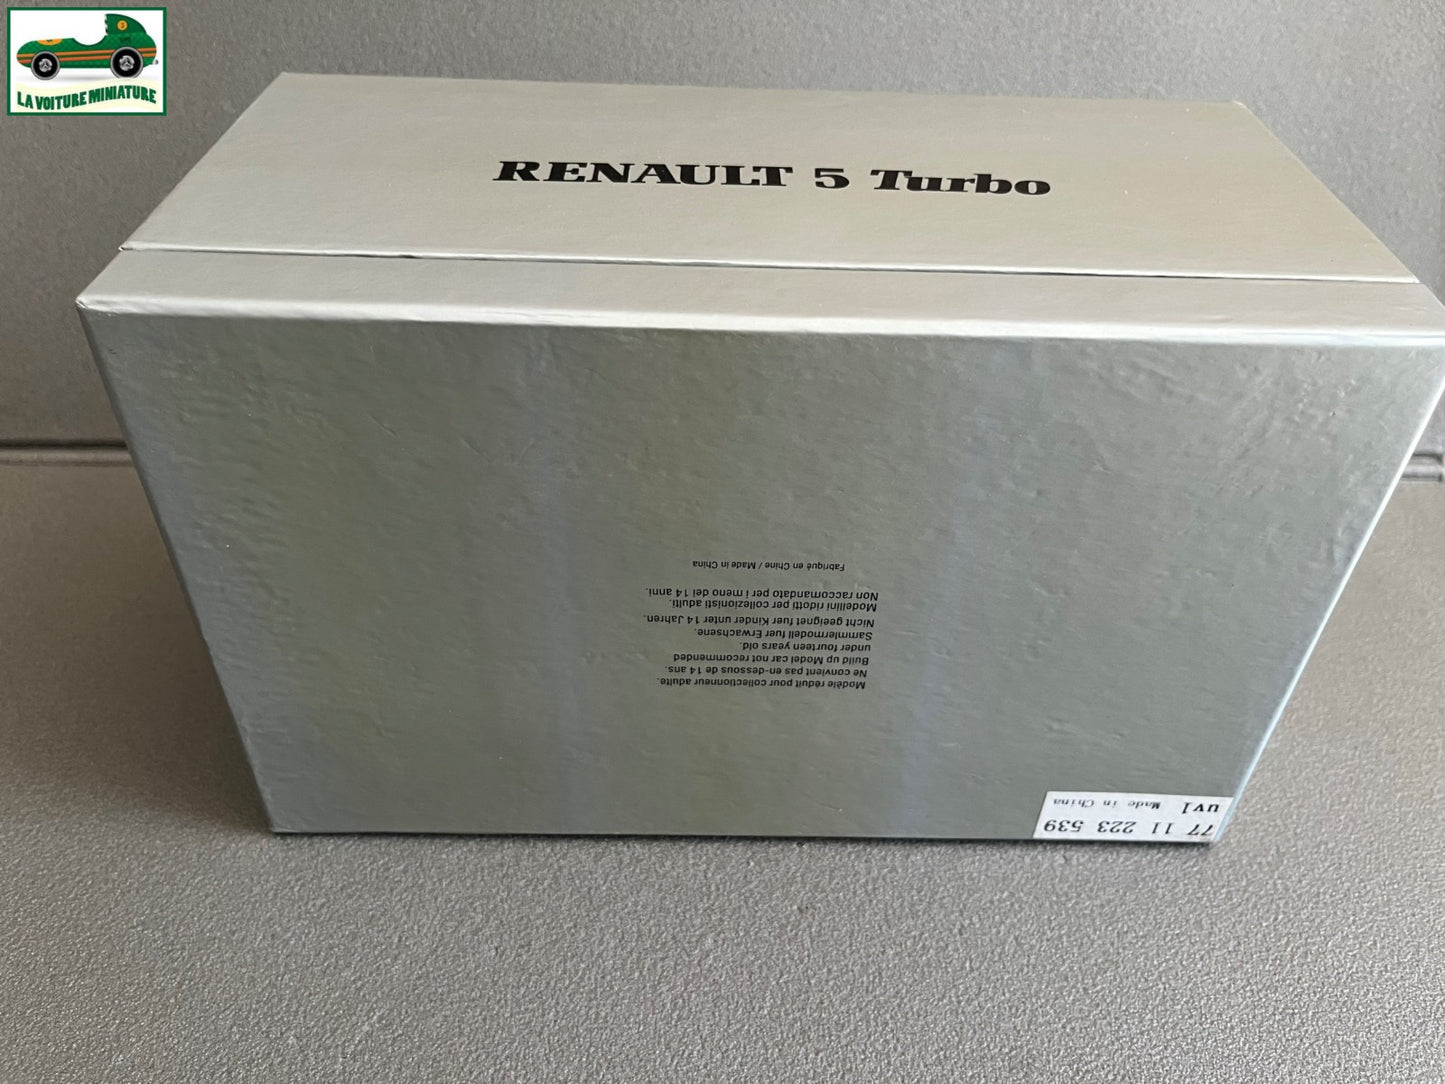 LA VOITURE MINIATURE
RENAULT 5 Turbo
Modèle réduit pour collectionneur adulte.
Ne convient pas en-dessous de 14 ans.
Build up Model car not recommended
under fourteen years old.
Sammlermodell fuer Erwachsene.
Nicht geeignet fuer Kinder unter 14 Jahren.
Modellini ridotti per collezionisti adulti.
Non raccomandato per i meno dei 14 anni.
Fabriqué en Chine / Made in China
77 11 223 539
uv1 Made in China